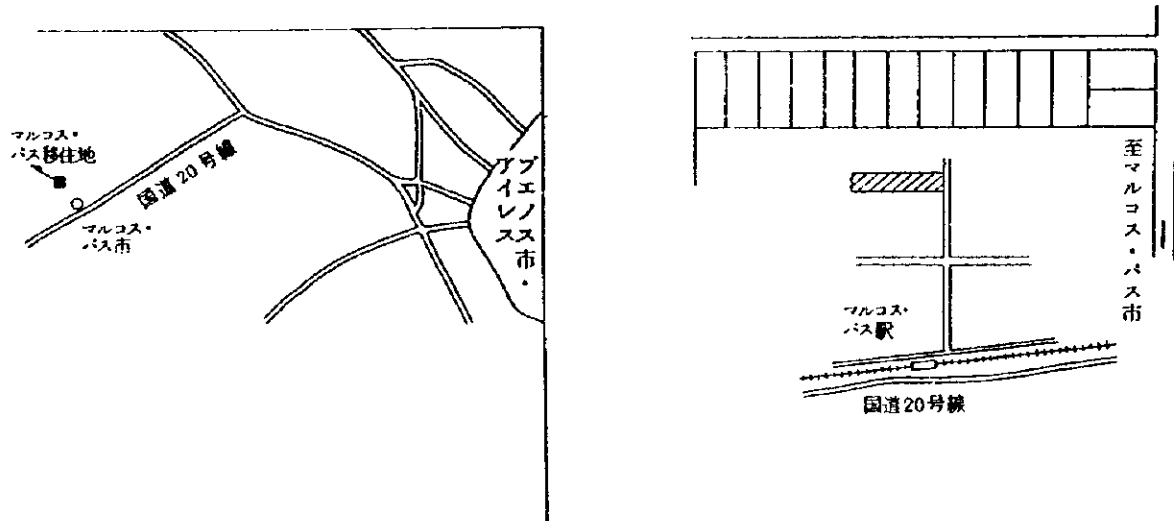 マルコス・
パス移住地
国道20号線
マルコス・
パス市
ブエノス市・
アイレス
至マルコス・パス市
マルコス・
パス駅
国道20号線